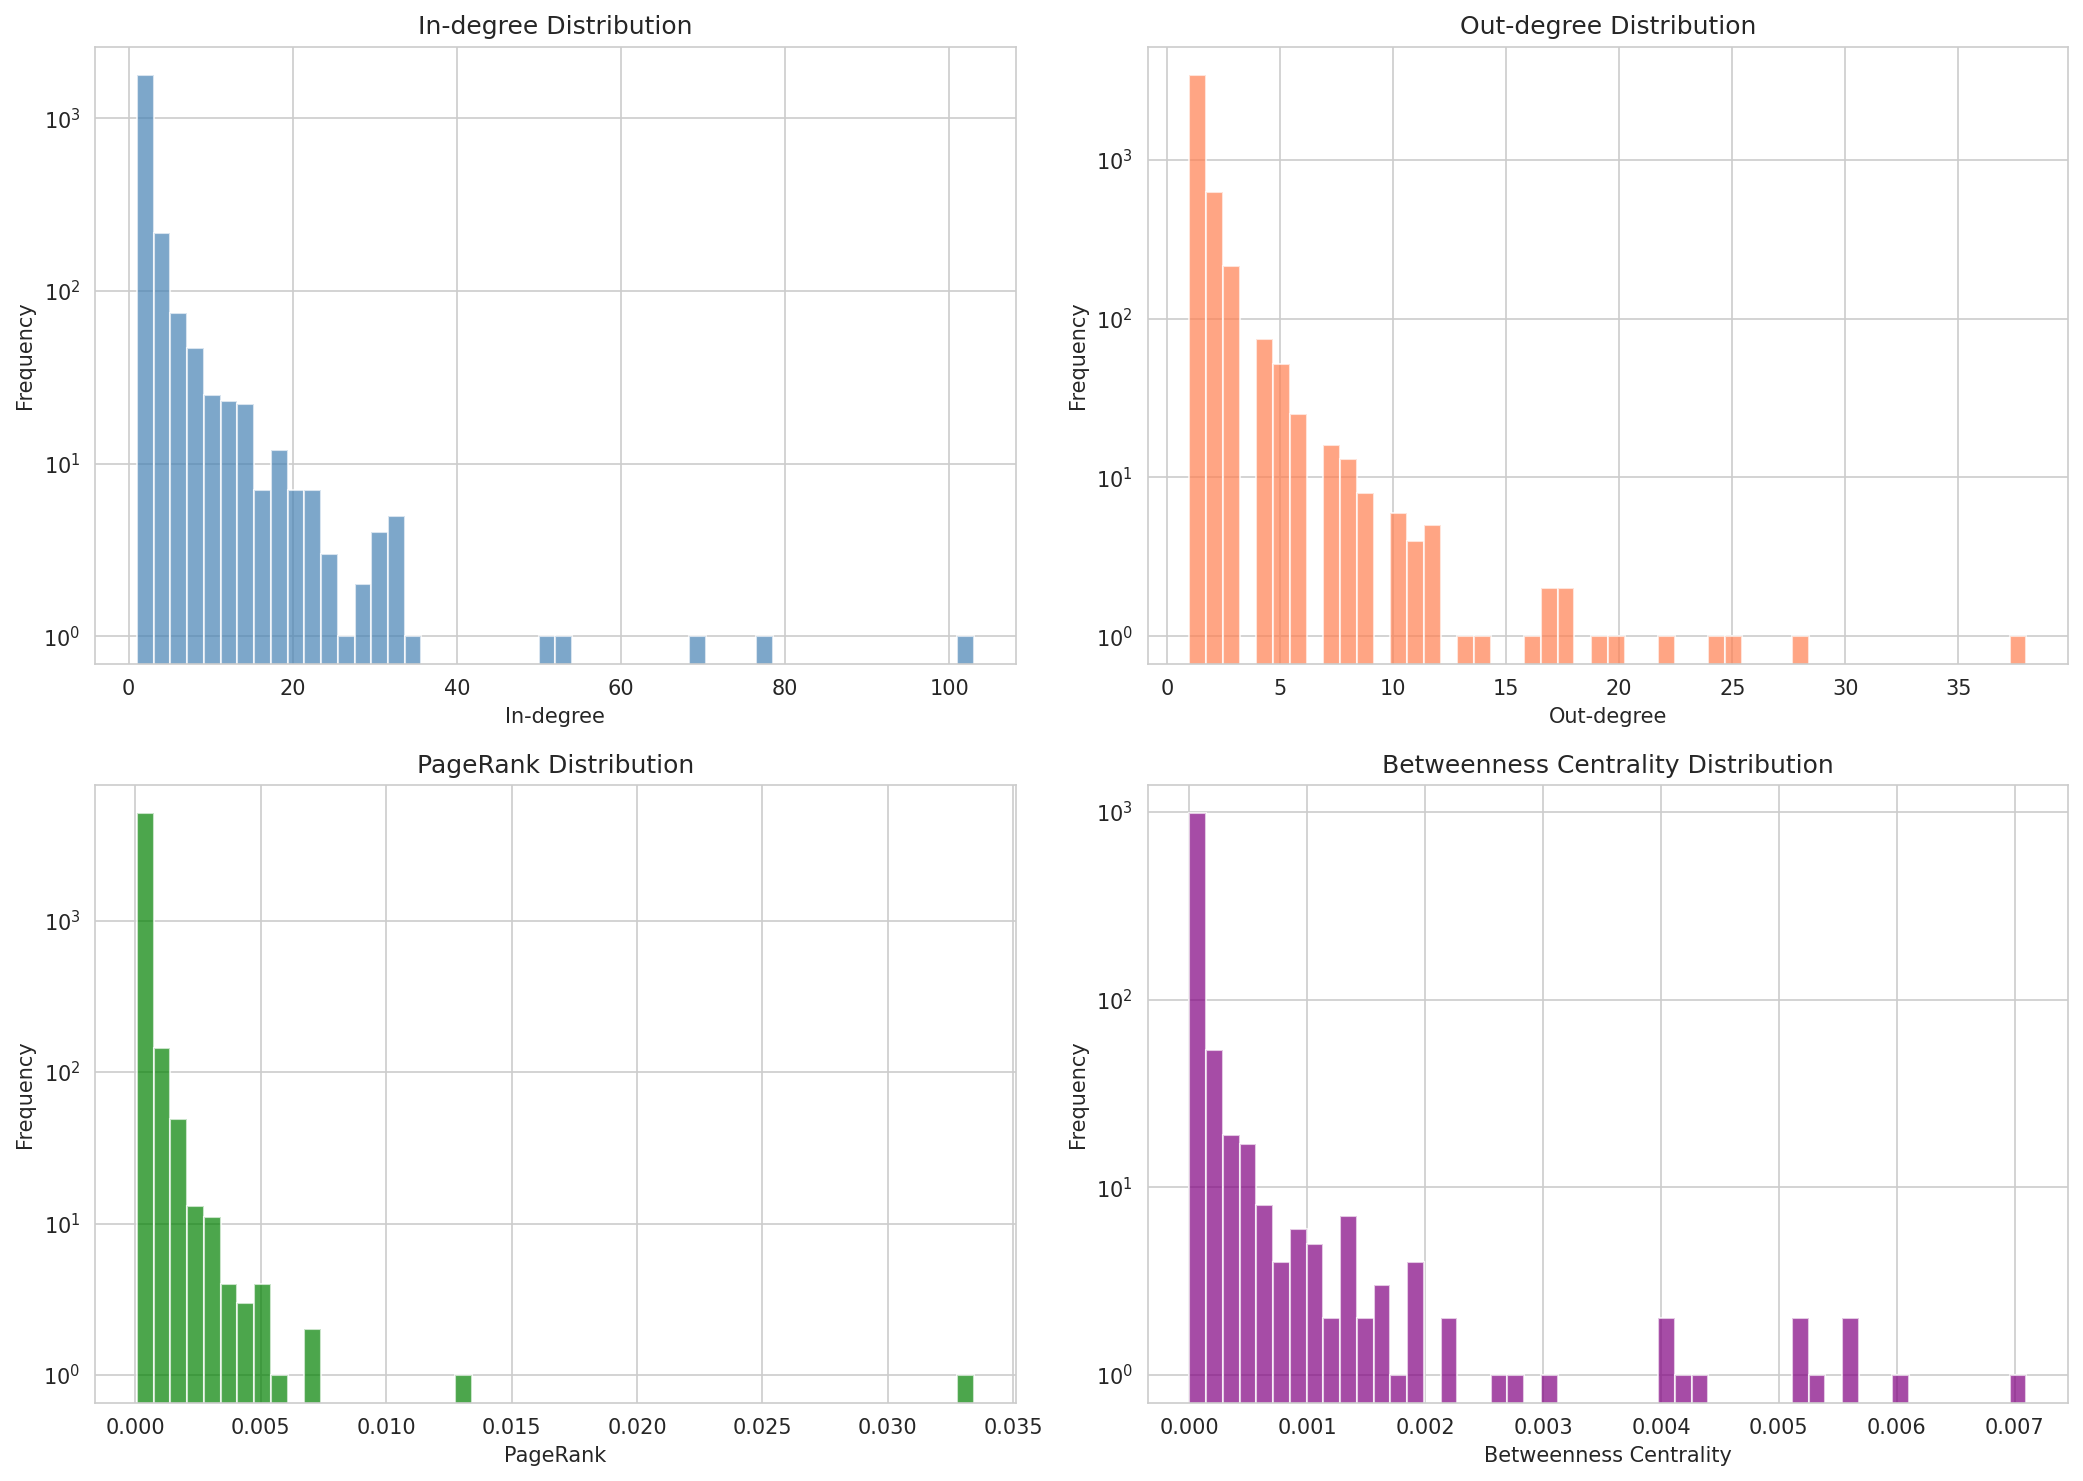 In-degree Distribution
Frequency
10³
10²
10¹
10⁰
0 20 40 60 80 100
In-degree
Out-degree Distribution
Frequency
10³
10²
10¹
10⁰
0 5 10 15 20 25 30 35
Out-degree
PageRank Distribution
Frequency
10³
10²
10¹
10⁰
0.000 0.005 0.010 0.015 0.020 0.025 0.030 0.035
PageRank
Betweenness Centrality Distribution
Frequency
10³
10²
10¹
10⁰
0.000 0.001 0.002 0.003 0.004 0.005 0.006 0.007
Betweenness Centrality